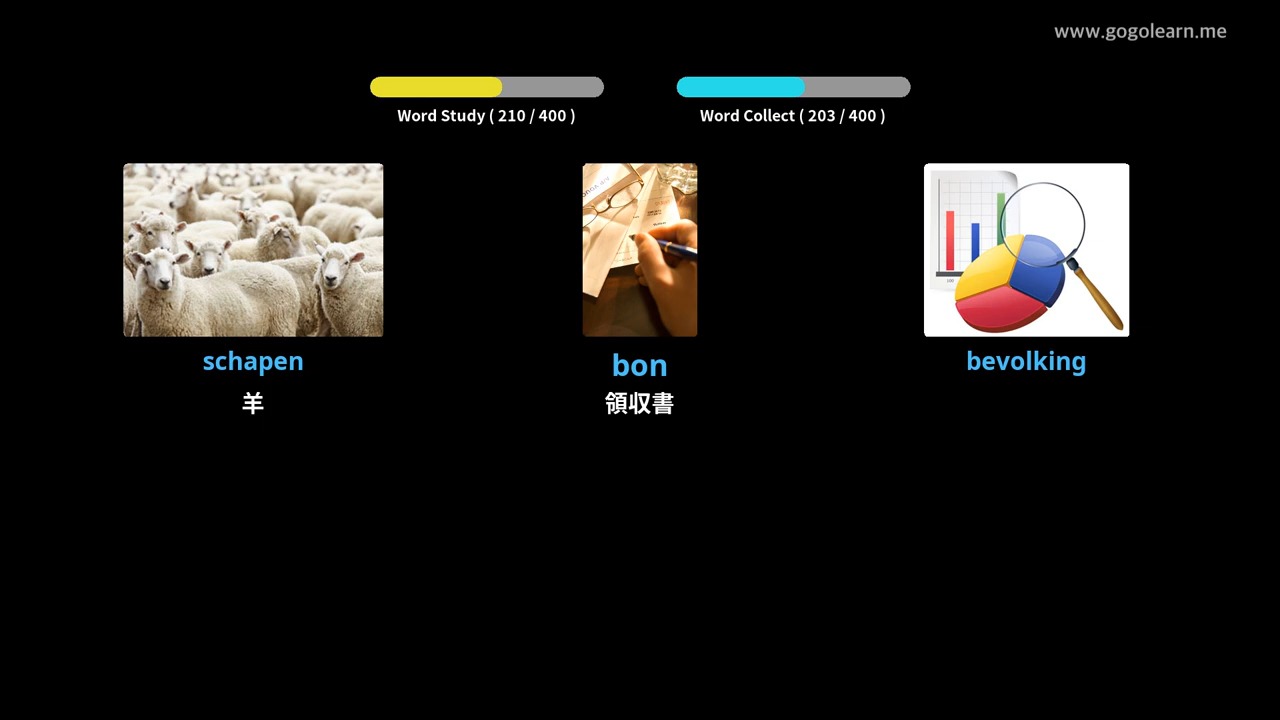 www.gogolearn.me
Word Study ( 210 / 400 )
Word Collect ( 203 / 400 )
schapen
bon
bevolking
羊
領収書